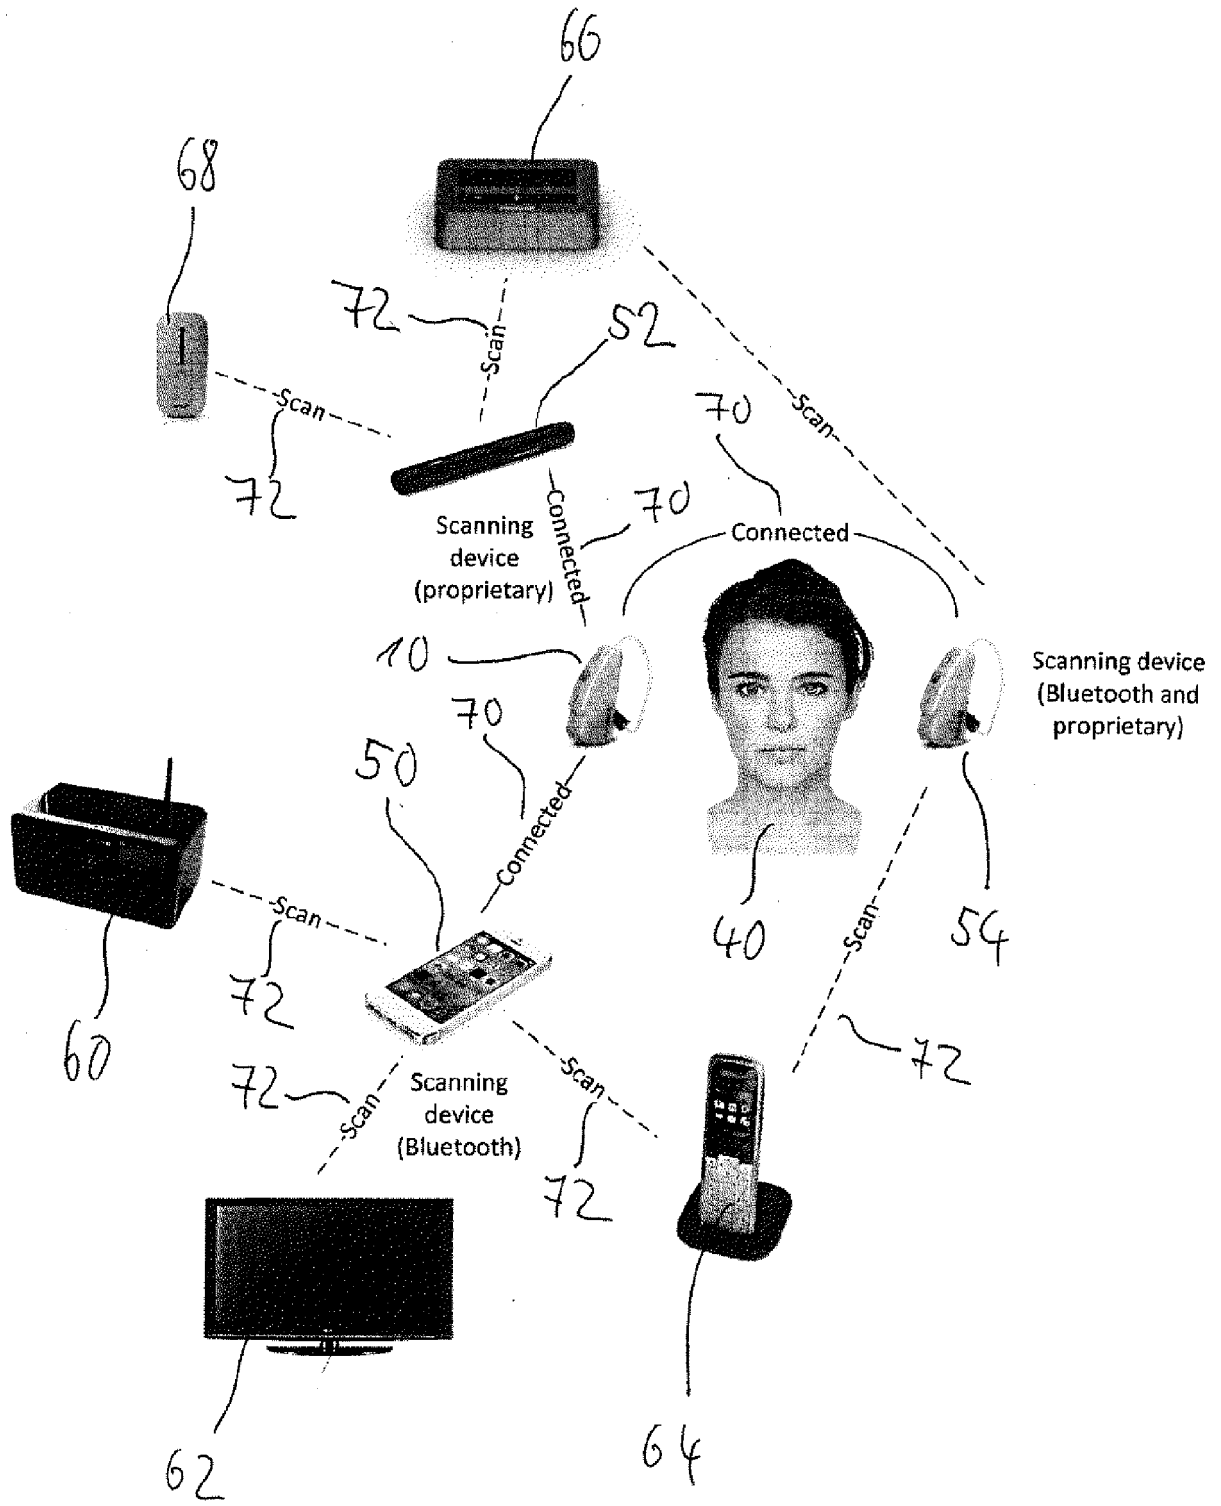 66
68
72
Scan
52
Scan
72
70
Scan
Connected
70
Connected
Scanning
device
(proprietary)
10
70
Scanning device
(Bluetooth and
proprietary)
50
Connected
Scan
72
60
40
Scan
54
72
72
Scan
Scanning
device
(Bluetooth)
Scan
72
62
64